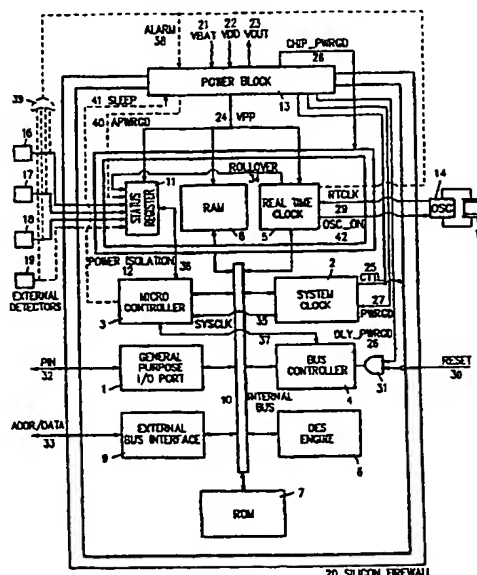 21 22 23
VBAT VDD VOUT
ALARM
38
CHIP_PWRGD
26
POWER BLOCK
13
39
41 SLEEP
40 APWRGD
24 VPP
16
17
18
19
EXTERNAL
DETECTORS
STATUS
REGISTER
11
ROLLOVER
34
RAM
6
REAL TIME
CLOCK
5
RTCLK
29
OSC_ON
42
14
OSC
POWER ISOLATION
12
36
MICRO
CONTROLLER
3
2
SYSTEM
CLOCK
25
CTD
27
PWRGD
SYSCLK
35
37
DLY_PWRGD
26
PIN
32
GENERAL
PURPOSE
I/O PORT
1
10
INTERNAL
BUS
BUS
CONTROLLER
4
31
RESET
30
ADDR/DATA
33
EXTERNAL
BUS INTERFACE
9
DES
ENGINE
ROM
7
20 SILICON FIREWALL